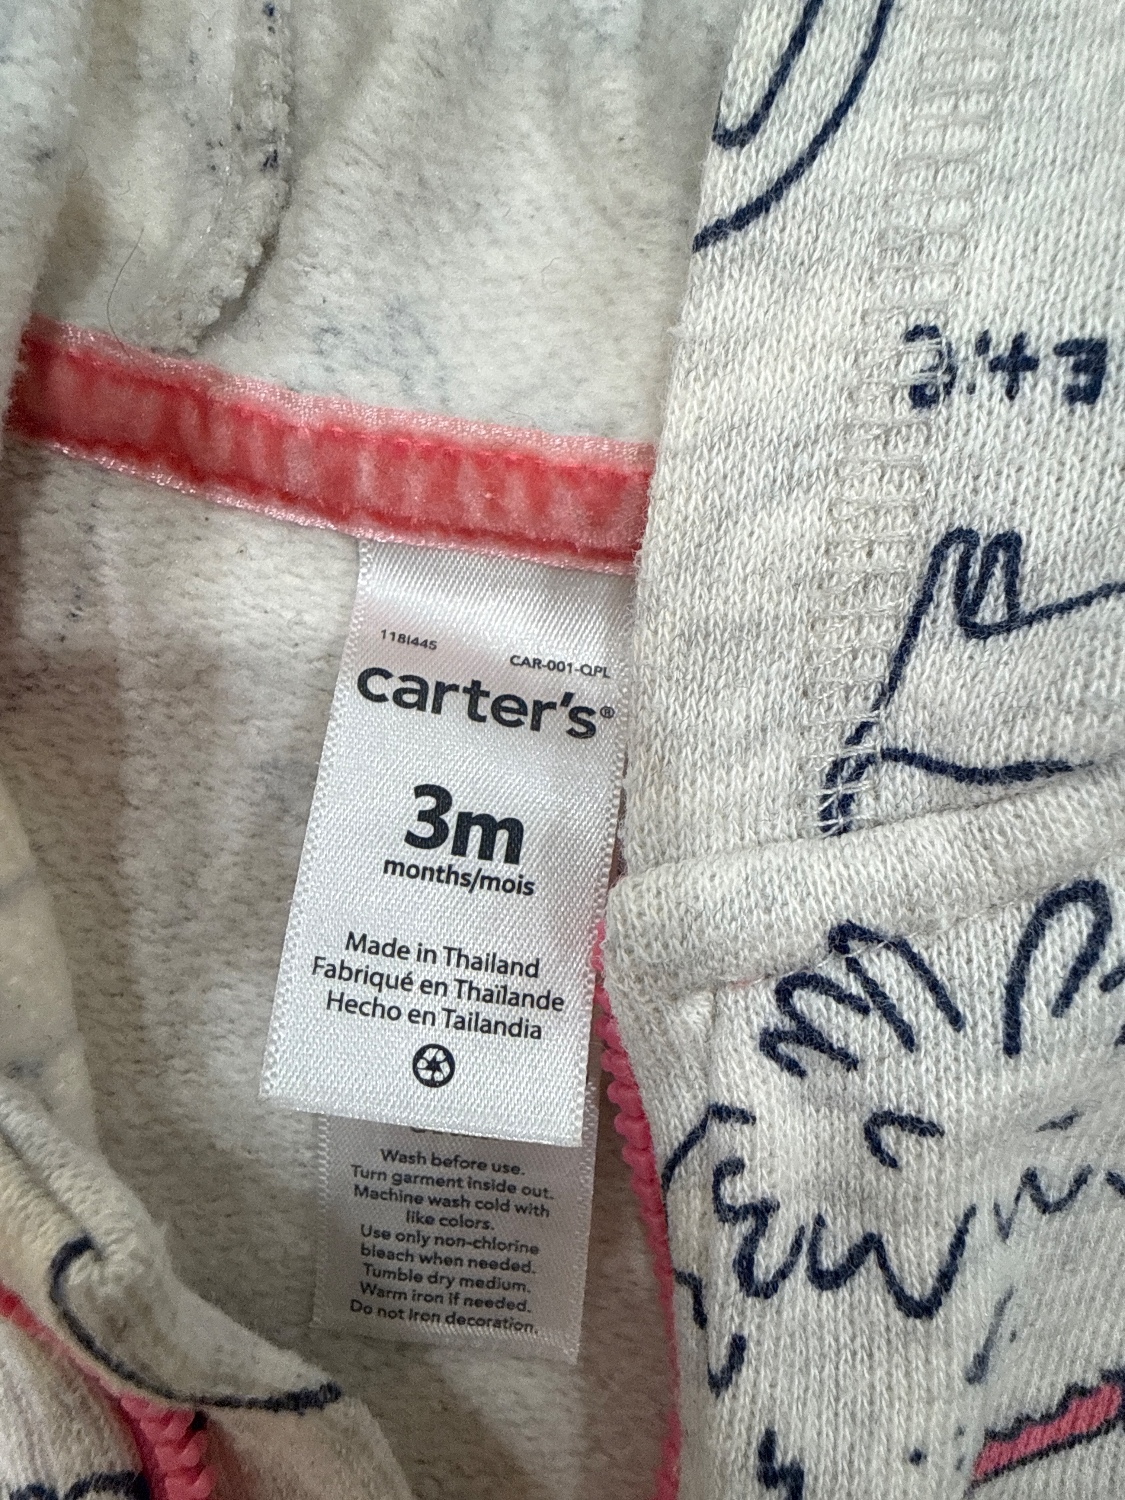 118I445
CAR-001-QPL
carter's®
3m
months/mois
Made in Thailand
Fabriqué en Thaïlande
Hecho en Tailandia
Wash before use.
Turn garment inside out.
Machine wash cold with
like colors.
Use only non-chlorine
bleach when needed.
Tumble dry medium.
Warm iron if needed.
Do not iron decoration.